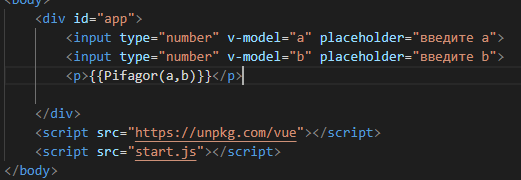 <body>
<div id="app">
<input type="number" v-model="a" placeholder="введите a">
<input type="number" v-model="b" placeholder="введите b">
<p>{{Pifagor(a,b)}}</p>
</div>
<script src="https://unpkg.com/vue"></script>
<script src="start.js"></script>
</body>